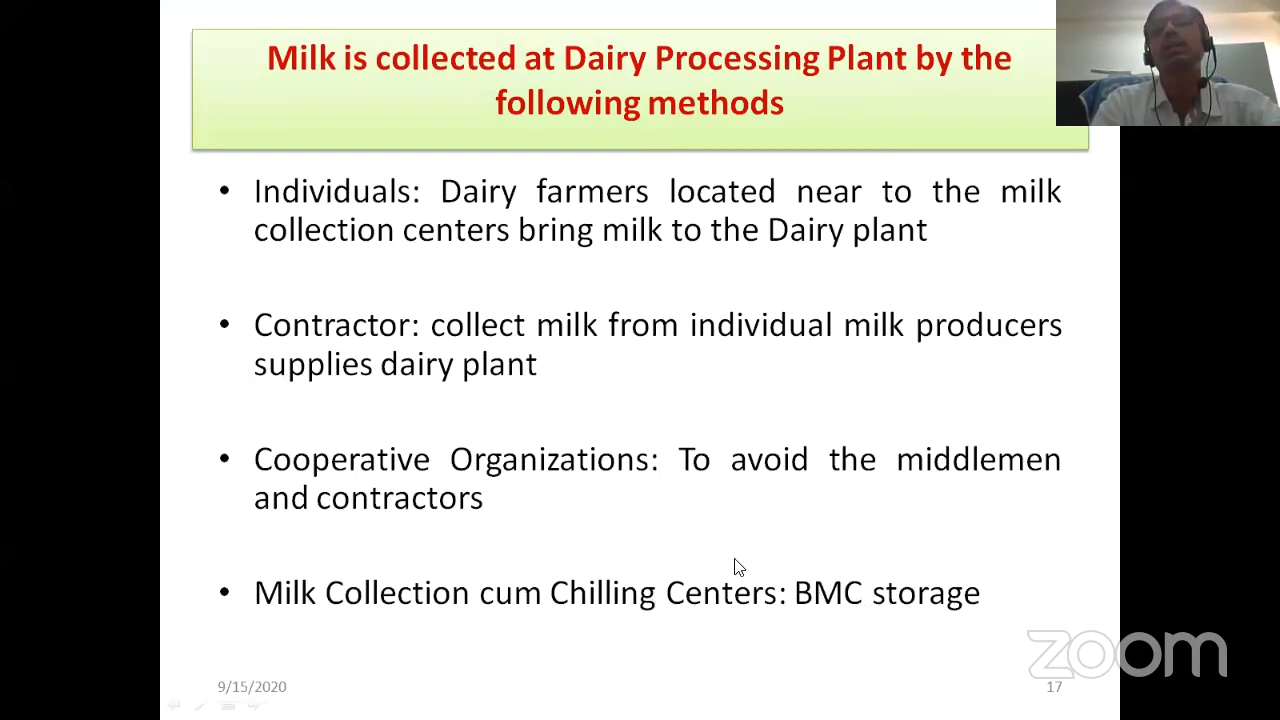 Milk is collected at Dairy Processing Plant by the
following methods
• Individuals: Dairy farmers located near to the milk
collection centers bring milk to the Dairy plant
• Contractor: collect milk from individual milk producers
supplies dairy plant
• Cooperative Organizations: To avoid the middlemen
and contractors
• Milk Collection cum Chilling Centers: BMC storage
zoom
9/15/2020
17